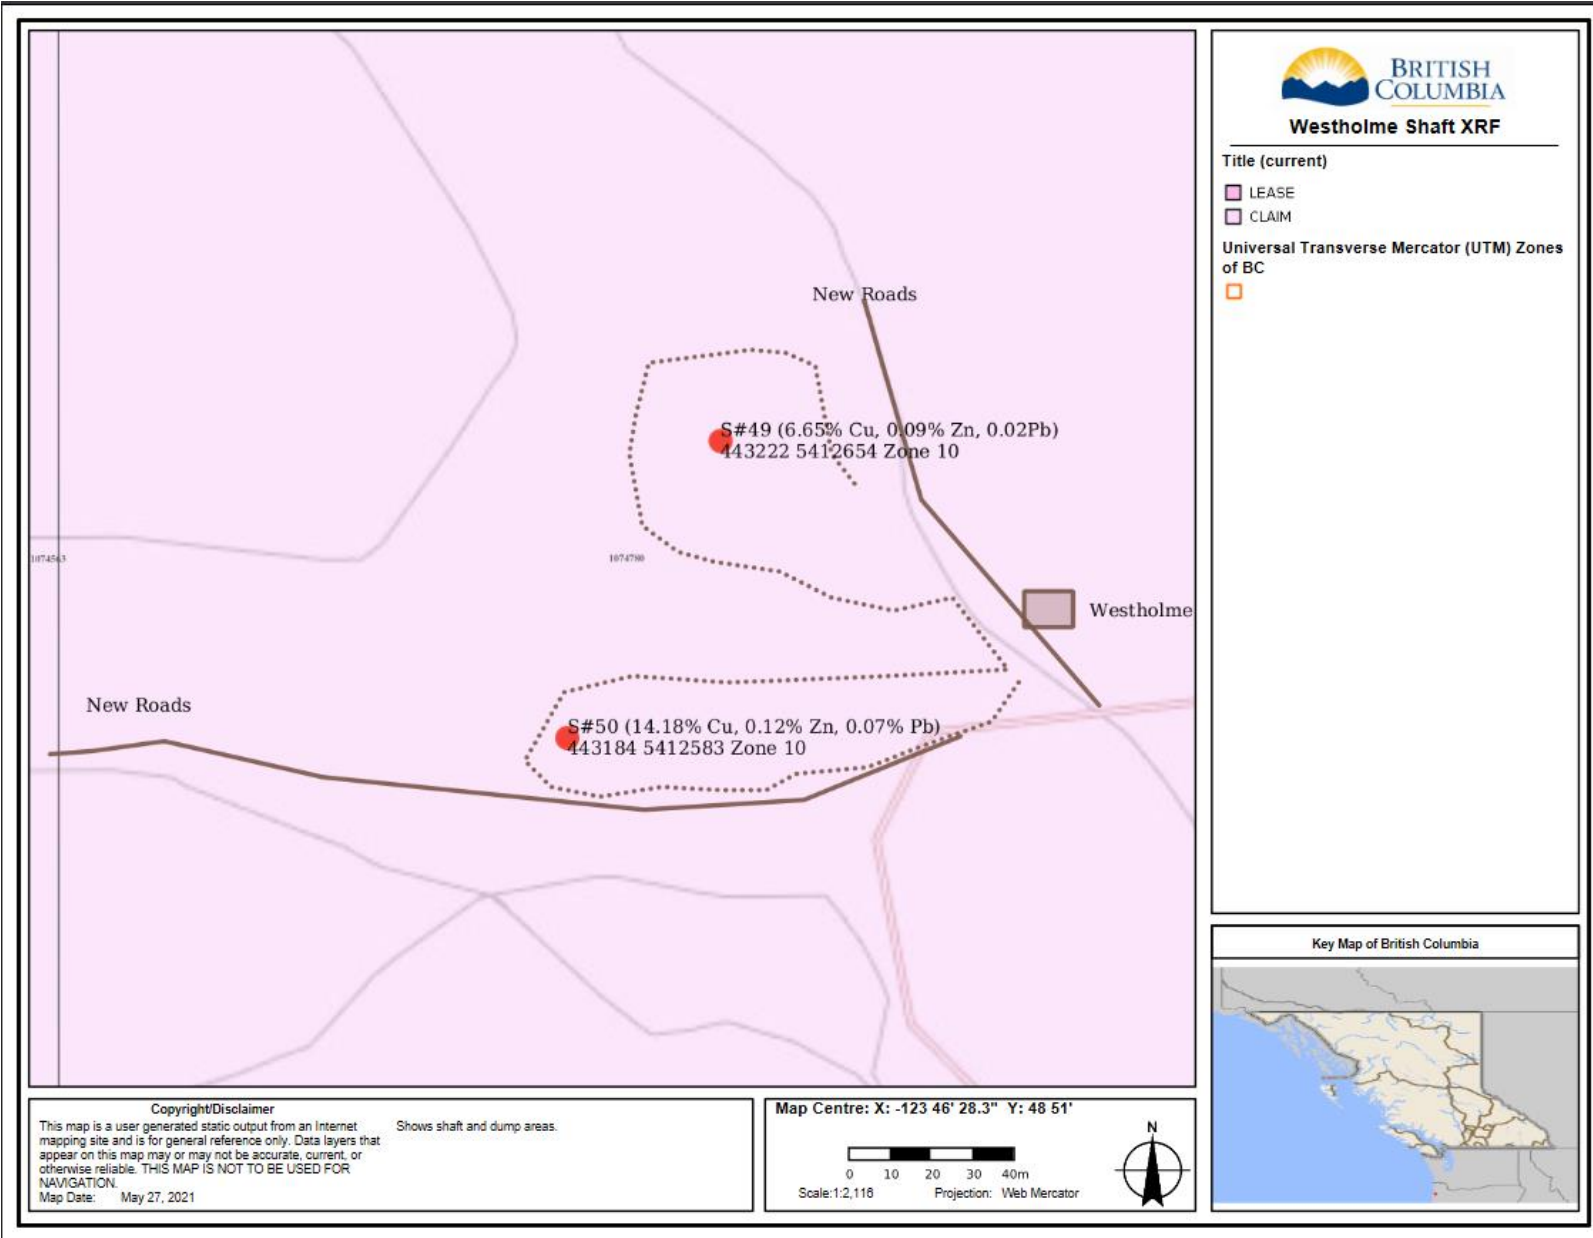 New Roads
S#49 (6.65% Cu, 0.09% Zn, 0.02Pb)
443222 5412654 Zone 10
1074563
1074780
Westholme
New Roads
S#50 (14.18% Cu, 0.12% Zn, 0.07% Pb)
443184 5412583 Zone 10
BRITISH
COLUMBIA
Westholme Shaft XRF
Title (current)
LEASE
CLAIM
Universal Transverse Mercator (UTM) Zones
of BC
Key Map of British Columbia
Copyright/Disclaimer
This map is a user generated static output from an Internet
mapping site and is for general reference only. Data layers that
appear on this map may or may not be accurate, current, or
otherwise reliable. THIS MAP IS NOT TO BE USED FOR
NAVIGATION.
Map Date: May 27, 2021
Shows shaft and dump areas.
Map Centre: X: -123 46' 28.3" Y: 48 51'
0 10 20 30 40m
Scale:1:2,116
Projection: Web Mercator
N